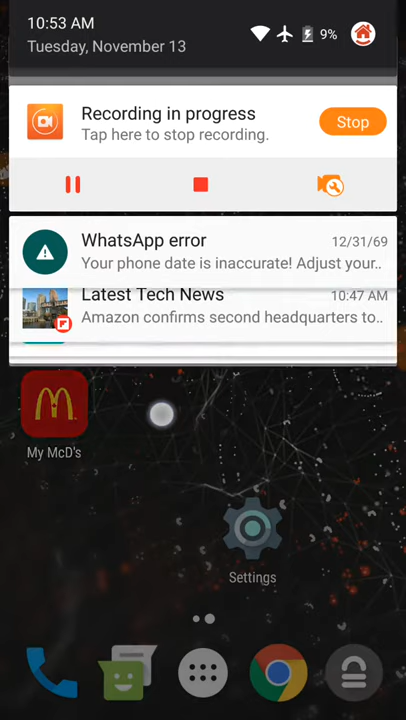 10:53 AM
Tuesday, November 13
9%
Recording in progress
Tap here to stop recording.
Stop
WhatsApp error
12/31/69
Your phone date is inaccurate! Adjust your..
Latest Tech News
10:47 AM
Amazon confirms second headquarters to..
My McD's
Settings